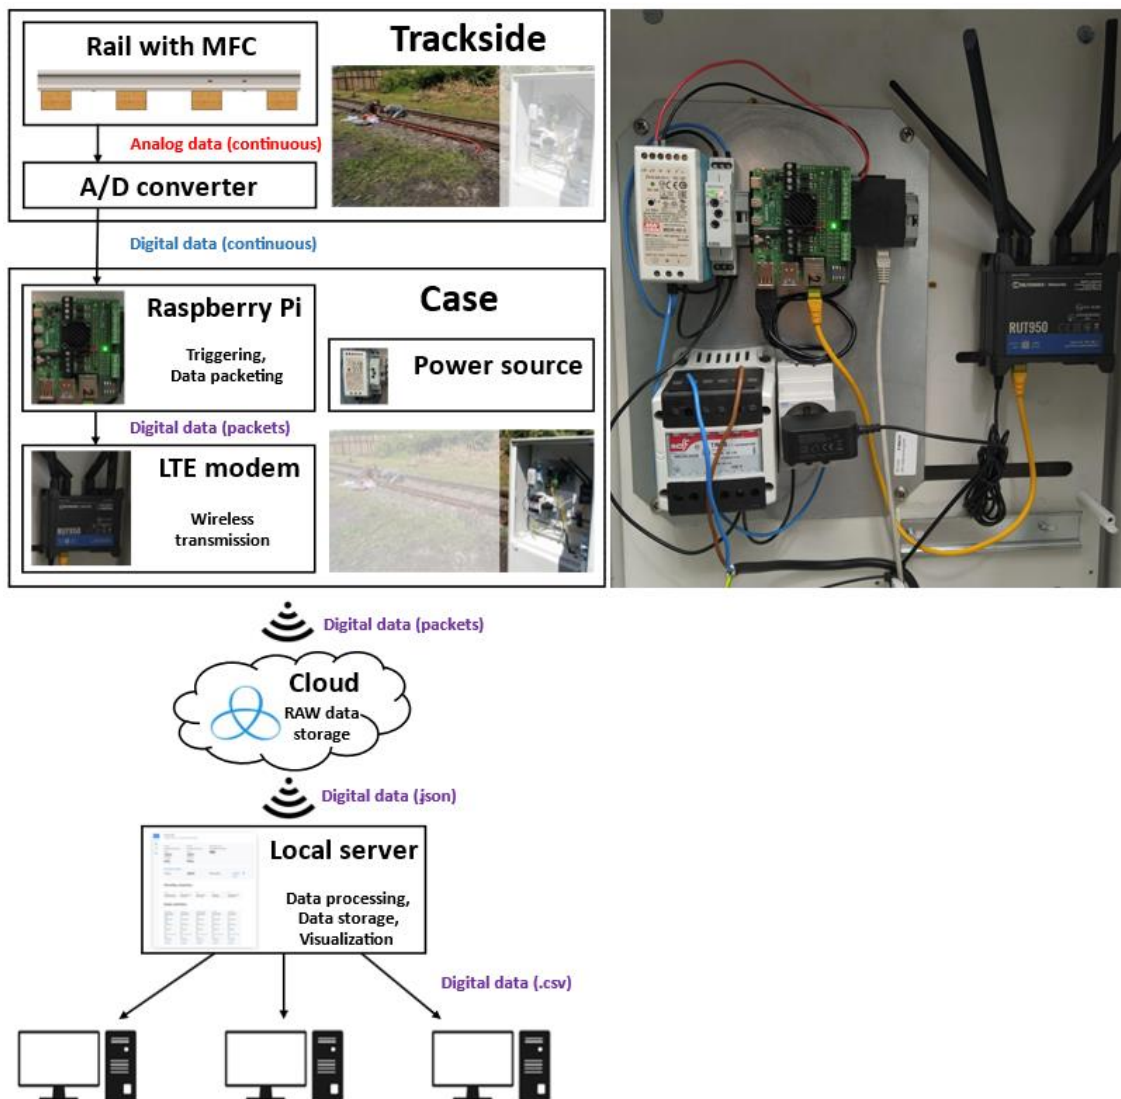 Rail with MFC
Trackside
Analog data (continuous)
A/D converter
Digital data (continuous)
Raspberry Pi
Triggering,
Data packeting
Case
Power source
Digital data (packets)
LTE modem
Wireless
transmission
RUT950
RUT950
2
Digital data (packets)
Cloud
RAW data
storage
Digital data (.json)
Local server
Data processing,
Data storage,
Visualization
Digital data (.csv)